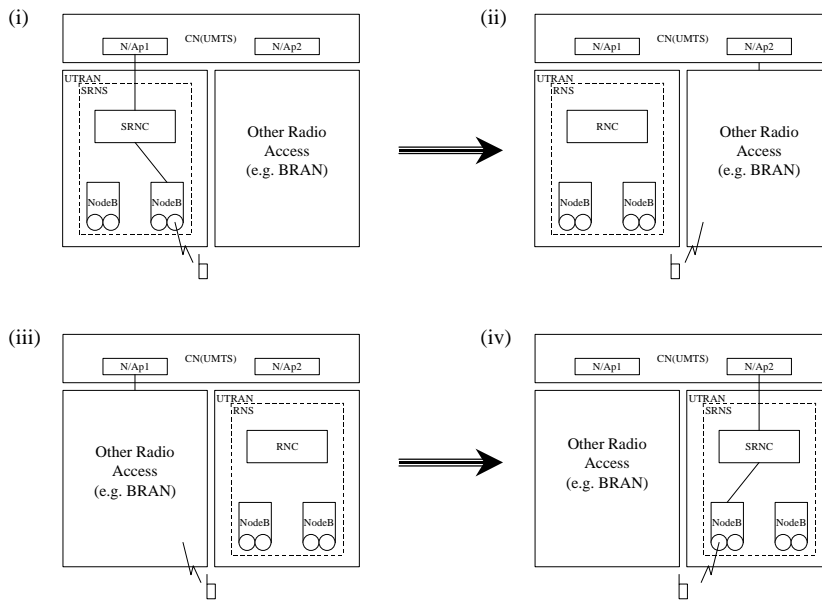 (i)
N/Ap1
CN(UMTS)
N/Ap2
UTRAN
SRNS
SRNC
NodeB
NodeB
Other Radio
Access
(e.g. BRAN)
(ii)
N/Ap1
CN(UMTS)
N/Ap2
UTRAN
RNS
RNC
NodeB
NodeB
Other Radio
Access
(e.g. BRAN)
(iii)
N/Ap1
CN(UMTS)
N/Ap2
Other Radio
Access
(e.g. BRAN)
UTRAN
RNS
RNC
NodeB
NodeB
(iv)
N/Ap1
CN(UMTS)
N/Ap2
Other Radio
Access
(e.g. BRAN)
UTRAN
SRNS
SRNC
NodeB
NodeB